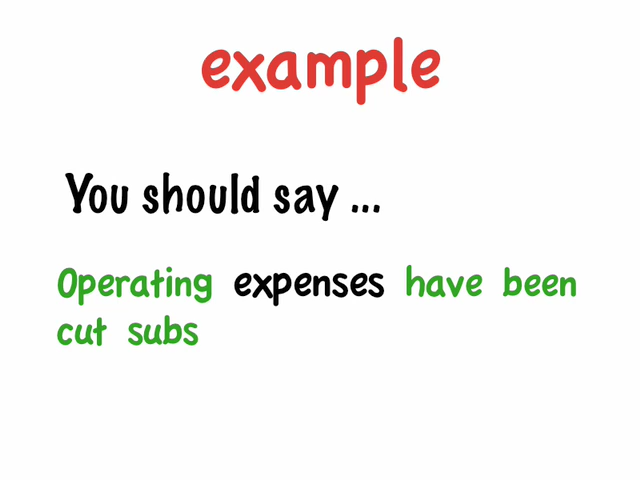 example
You should say ...
Operating expenses have been
cut subs